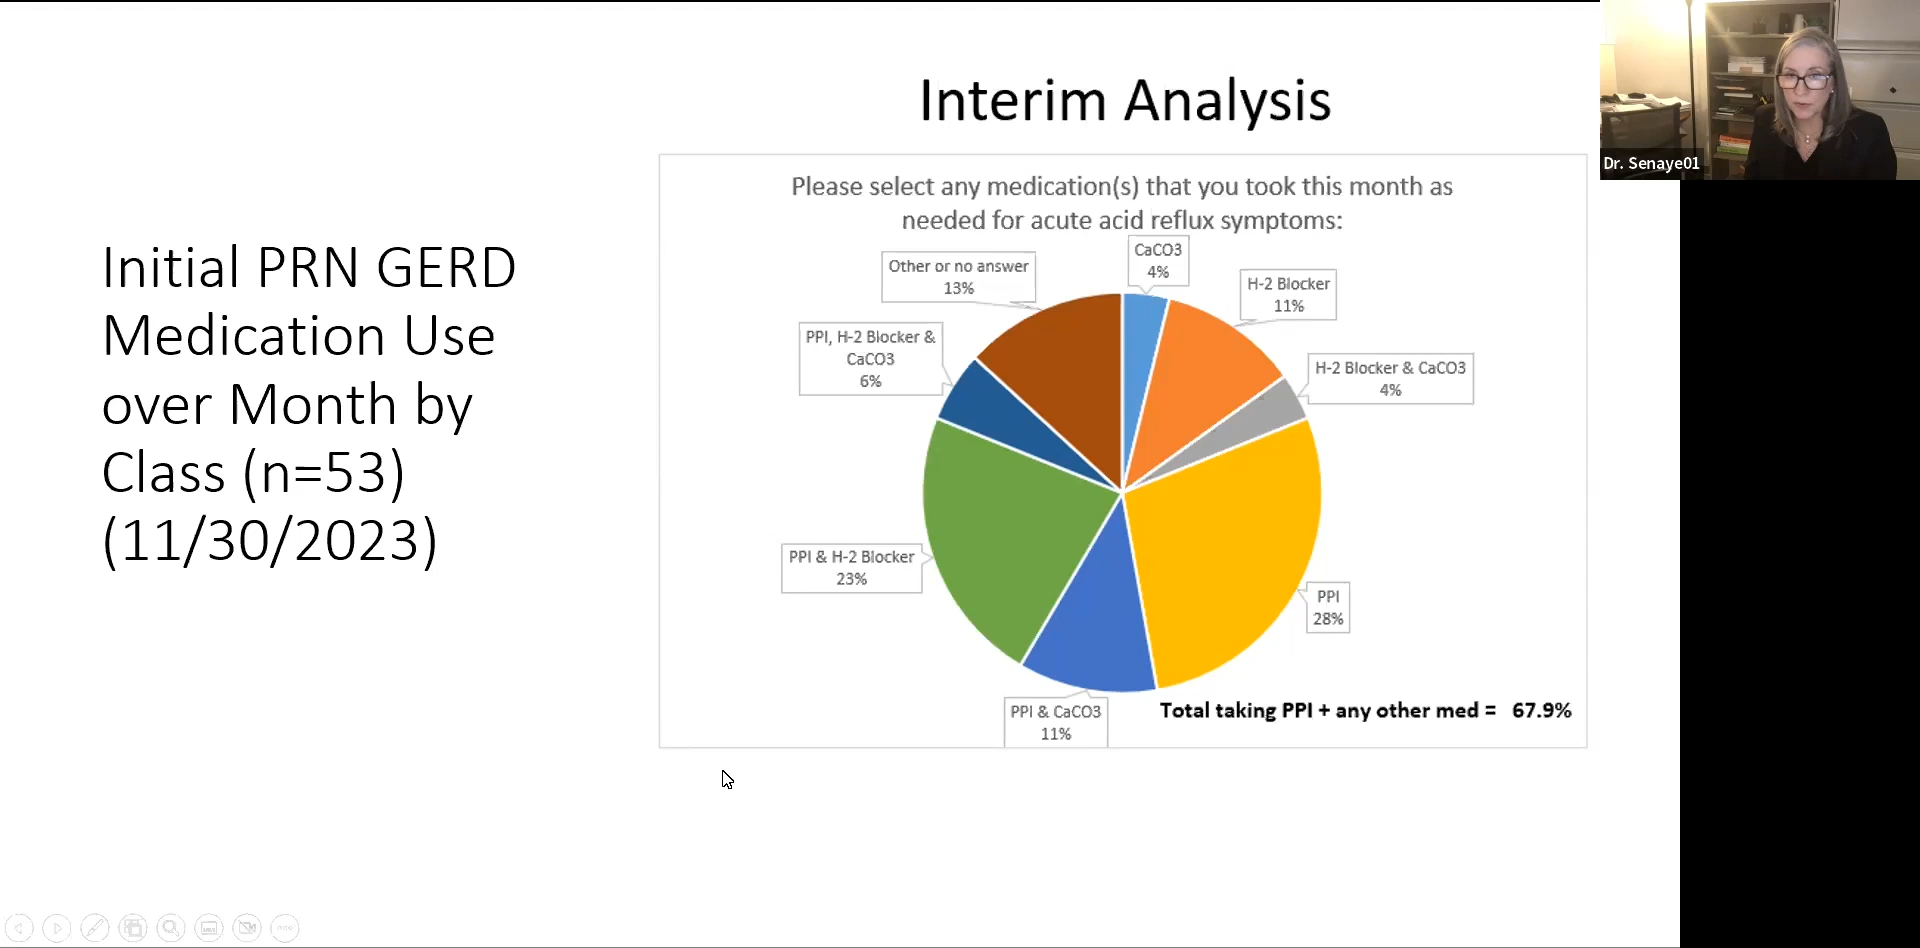 Interim Analysis
Dr. Senaye01
Initial PRN GERD
Medication Use
over Month by
Class (n=53)
(11/30/2023)
Please select any medication(s) that you took this month as
needed for acute acid reflux symptoms:
CaCO3
4%
H-2 Blocker
11%
H-2 Blocker & CaCO3
4%
PPI
28%
PPI & CaCO3
11%
PPI & H-2 Blocker
23%
PPI, H-2 Blocker &
CaCO3
6%
Other or no answer
13%
Total taking PPI + any other med = 67.9%